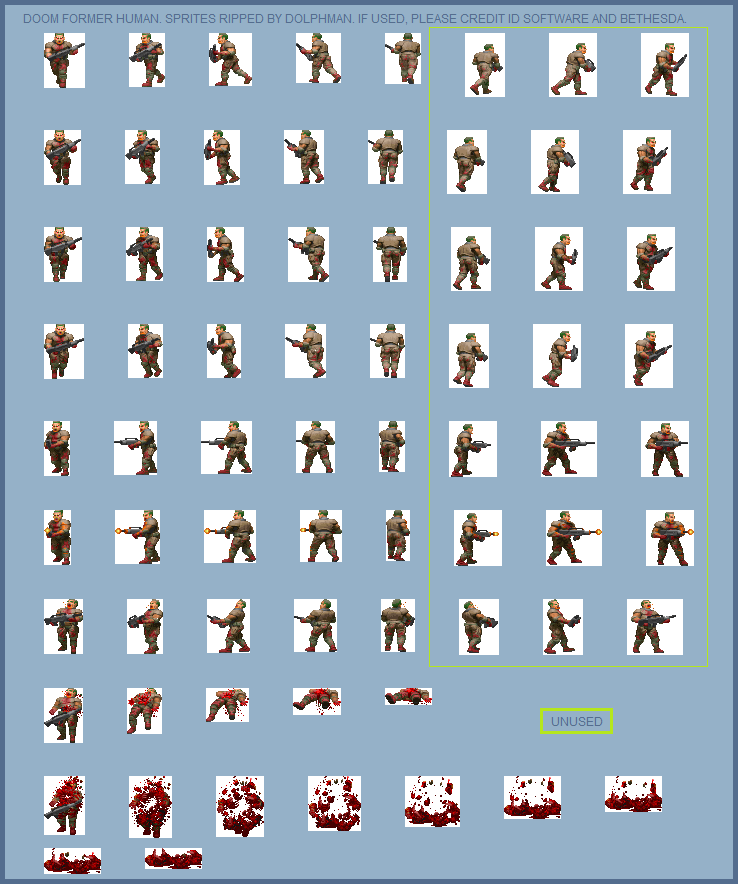 DOOM FORMER HUMAN. SPRITES RIPPED BY DOLPHMAN. IF USED, PLEASE CREDIT ID SOFTWARE AND BETHESDA.
UNUSED